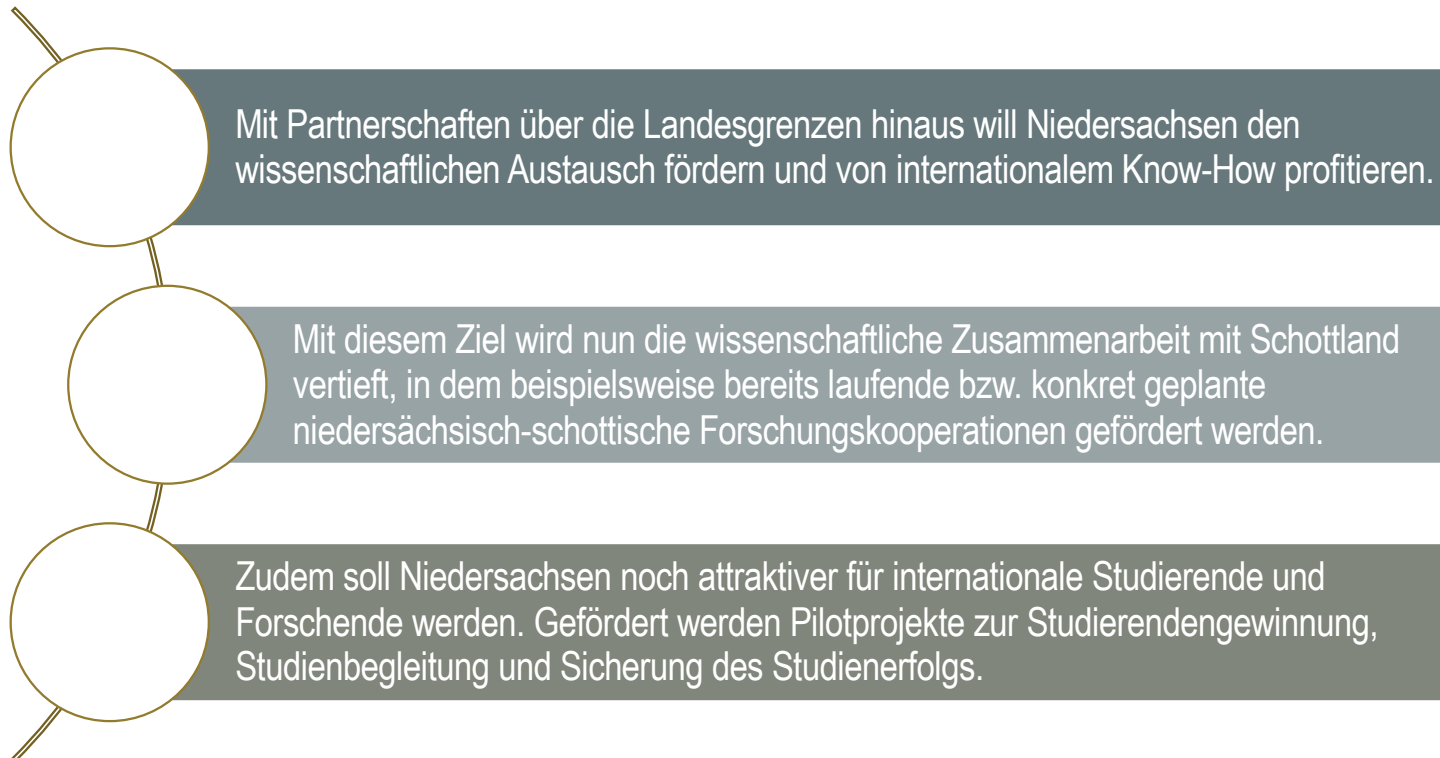 Mit Partnerschaften über die Landesgrenzen hinaus will Niedersachsen den
wissenschaftlichen Austausch fördern und von internationalem Know-How profitieren.
Mit diesem Ziel wird nun die wissenschaftliche Zusammenarbeit mit Schottland
vertieft, in dem beispielsweise bereits laufende bzw. konkret geplante
niedersächsisch-schottische Forschungskooperationen gefördert werden.
Zudem soll Niedersachsen noch attraktiver für internationale Studierende und
Forschende werden. Gefördert werden Pilotprojekte zur Studierendengewinnung,
Studienbegleitung und Sicherung des Studienerfolgs.